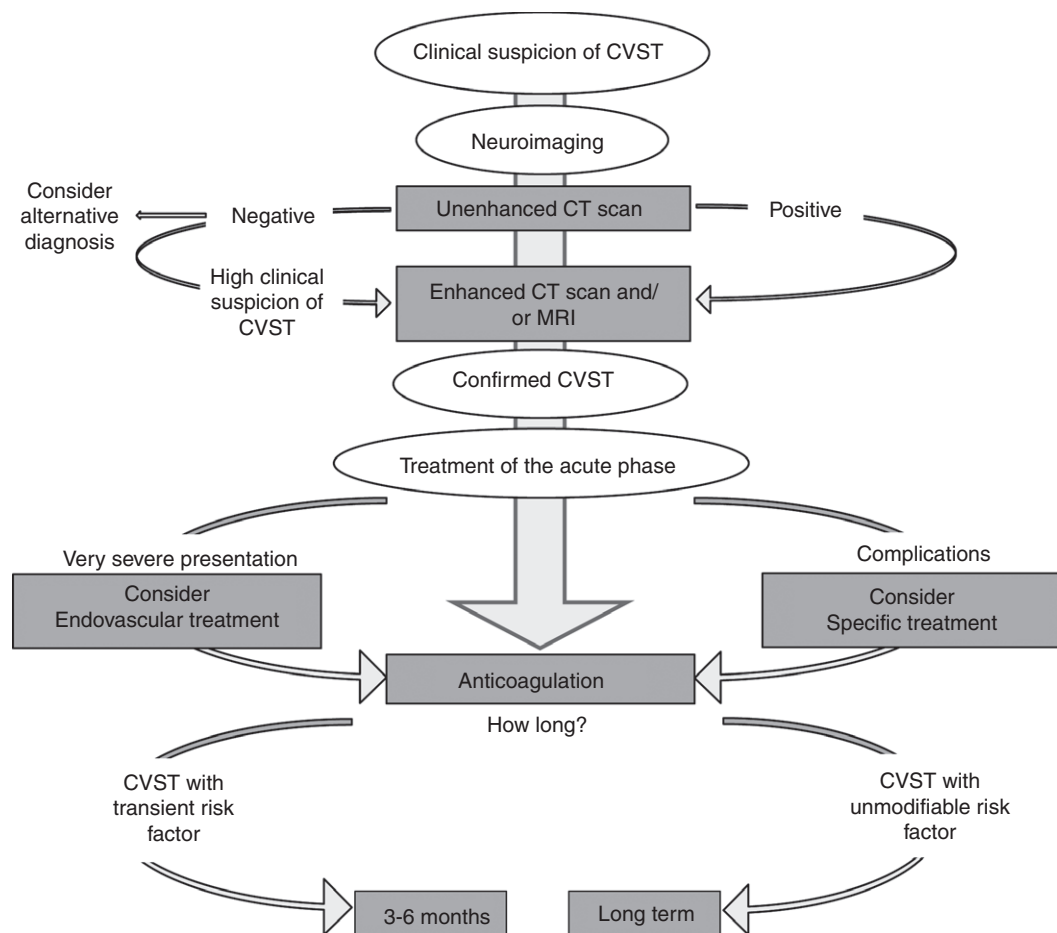 Clinical suspicion of CVST
Neuroimaging
Consider
alternative
diagnosis
Negative
Unenhanced CT scan
Positive
High clinical
suspicion of
CVST
Enhanced CT scan and/
or MRI
Confirmed CVST
Treatment of the acute phase
Very severe presentation
Consider
Endovascular treatment
Complications
Consider
Specific treatment
Anticoagulation
How long?
CVST with
transient risk
factor
CVST with
unmodifiable risk
factor
3-6 months
Long term